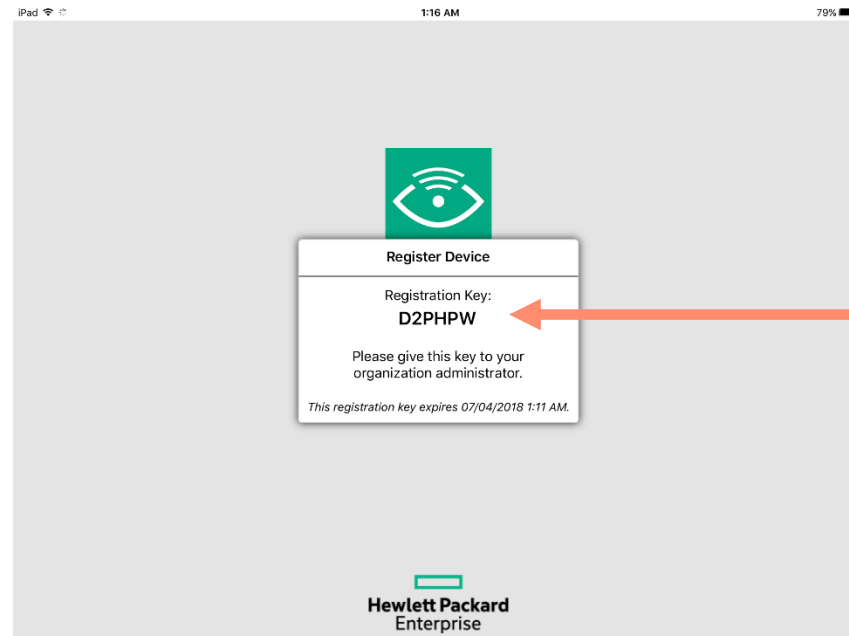 iPad 1:16 AM 79%
Register Device
Registration Key:
D2PHPW
Please give this key to your
organization administrator.
This registration key expires 07/04/2018 1:11 AM.
Hewlett Packard
Enterprise